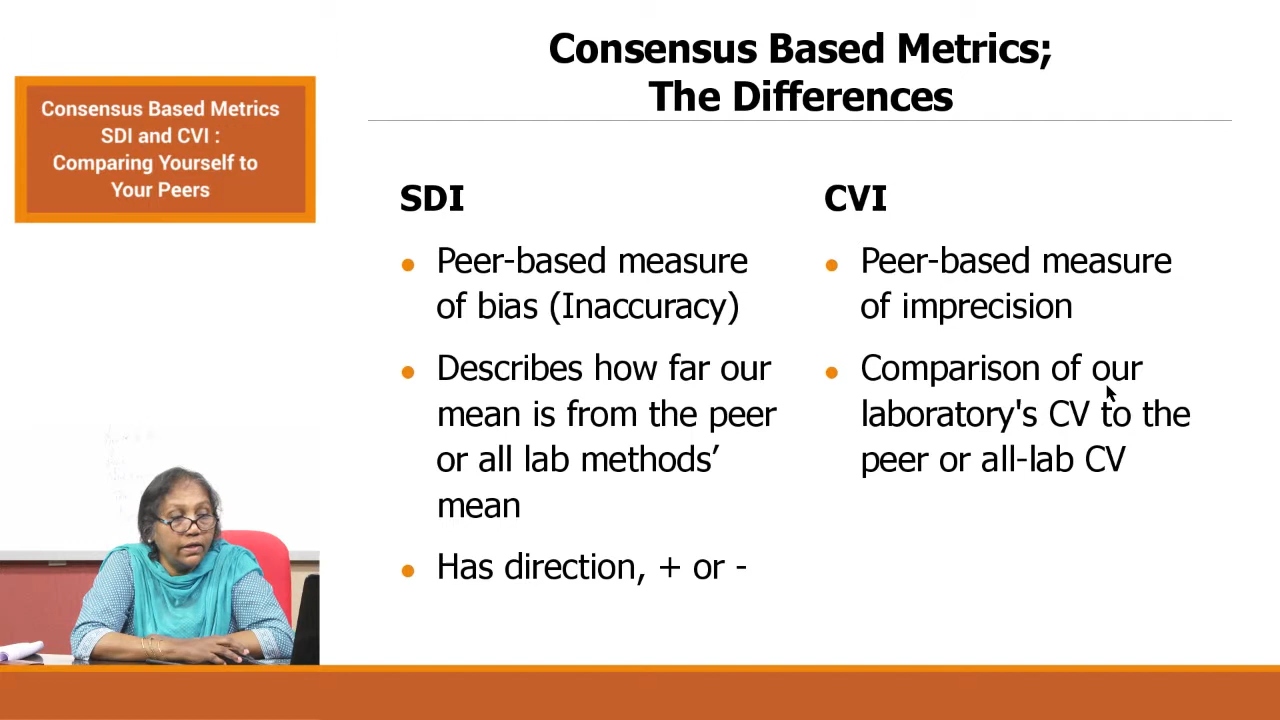 Consensus Based Metrics;
The Differences
Consensus Based Metrics
SDI and CVI :
Comparing Yourself to
Your Peers
SDI
Peer-based measure
of bias (Inaccuracy)
Describes how far our
mean is from the peer
or all lab methods’
mean
Has direction, + or -
CVI
Peer-based measure
of imprecision
Comparison of our
laboratory's CV to the
peer or all-lab CV